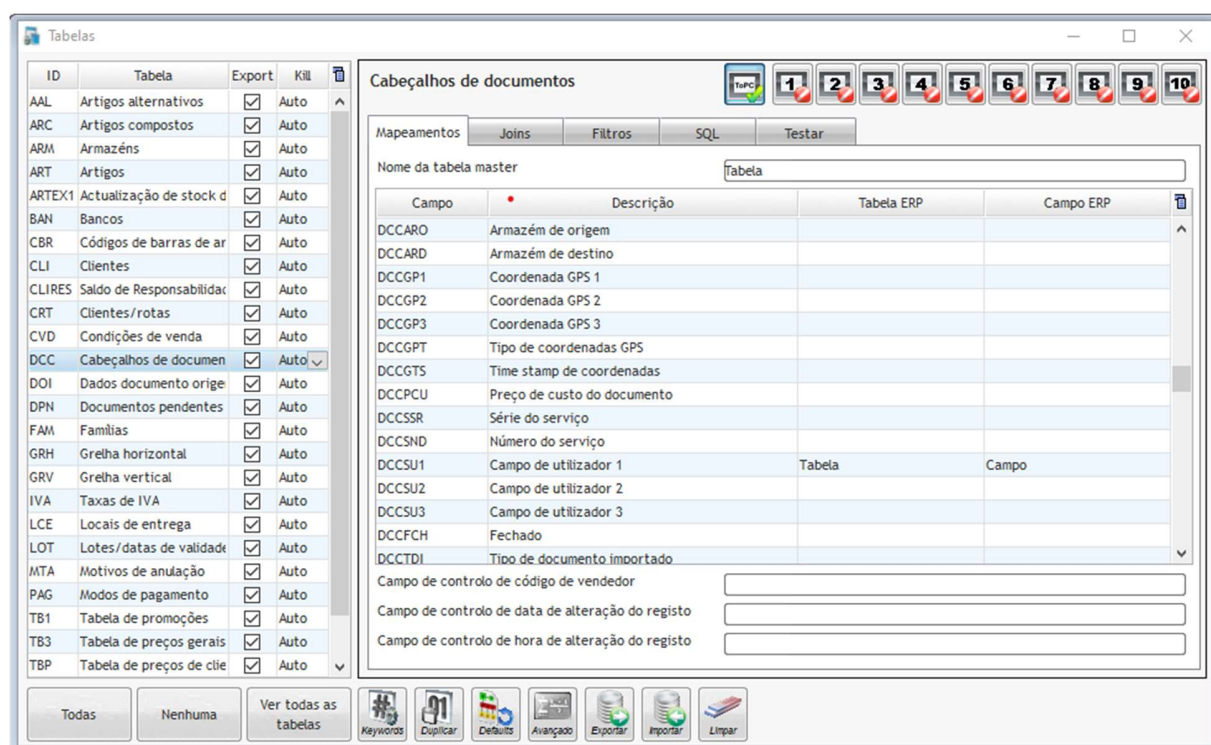 Tabelas
ID Tabela Export Kill
AAL Artigos alternativos Auto
ARC Artigos compostos Auto
ARM Armazéns Auto
ART Artigos Auto
ARTEX1 Actualização de stock d Auto
BAN Bancos Auto
CBR Códigos de barras de ar Auto
CLI Clientes Auto
CLIRES Saldo de Responsabilidac Auto
CRT Clientes/rotas Auto
CVD Condições de venda Auto
DCC Cabeçalhos de documen Auto
DOI Dados documento orige Auto
DPN Documentos pendentes Auto
FAM Famílias Auto
GRH Grelha horizontal Auto
GRV Grelha vertical Auto
IVA Taxas de IVA Auto
LCE Locais de entrega Auto
LOT Lotes/datas de validade Auto
MTA Motivos de anulação Auto
PAG Modos de pagamento Auto
TB1 Tabela de promoções Auto
TB3 Tabela de preços gerais Auto
TBP Tabela de preços de clie Auto
Cabeçalhos de documentos
ToPC 1 2 3 4 5 6 7 8 9 10
Mapeamentos Joins Filtros SQL Testar
Nome da tabela master Tabela
Campo Descrição Tabela ERP Campo ERP
DCCARO Armazém de origem
DCCARD Armazém de destino
DCCGP1 Coordenada GPS 1
DCCGP2 Coordenada GPS 2
DCCGP3 Coordenada GPS 3
DCCGPT Tipo de coordenadas GPS
DCCGTS Time stamp de coordenadas
DCCPCU Preço de custo do documento
DCCSSR Série do serviço
DCCSND Número do serviço
DCCSU1 Campo de utilizador 1 Tabela Campo
DCCSU2 Campo de utilizador 2
DCCSU3 Campo de utilizador 3
DCCFCH Fechado
DCCTDI Tipo de documento importado
Campo de controlo de código de vendedor
Campo de controlo de data de alteração do registo
Campo de controlo de hora de alteração do registo
Todas
Nenhuma
Ver todas as
tabelas
Keywords Duplicar Defaults Avançado Exportar Importar Limpar